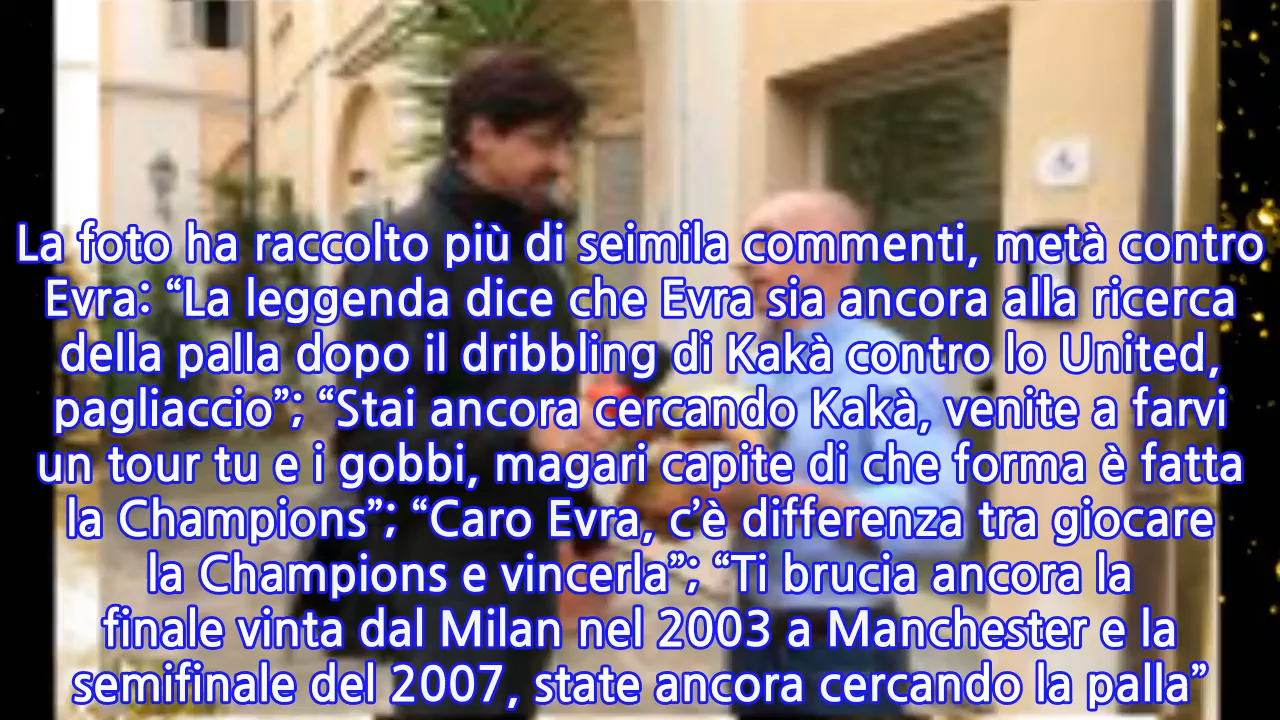 La foto ha raccolto più di seimila commenti, metà contro
Evra: “La leggenda dice che Evra sia ancora alla ricerca
della palla dopo il dribbling di Kakà contro lo United,
pagliaccio”; “Stai ancora cercando Kakà, venite a farvi
un tour tu e i gobbi, magari capite di che forma è fatta
la Champions”; “Caro Evra, c’è differenza tra giocare
la Champions e vincerla”; “Ti brucia ancora la
finale vinta dal Milan nel 2003 a Manchester e la
semifinale del 2007, state ancora cercando la palla”